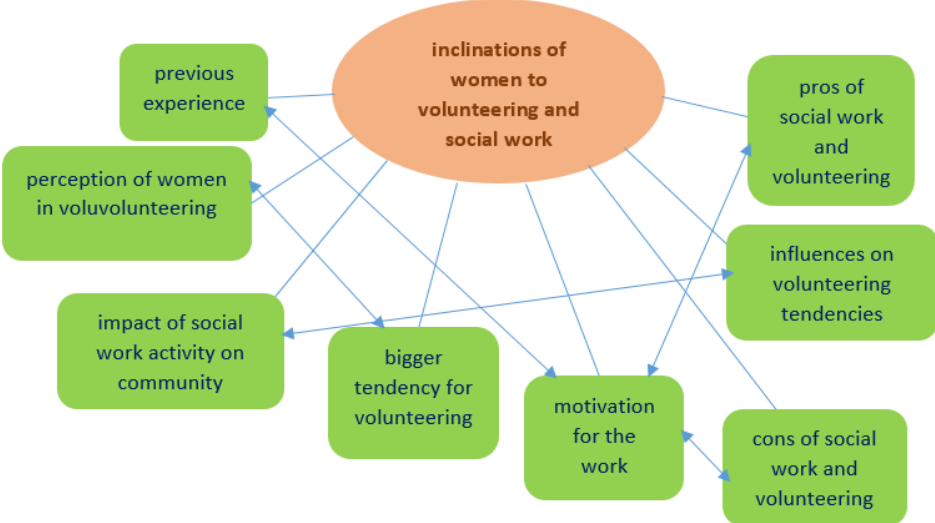 inclinations of
women to
volunteering and
social work
previous
experience
perception of women
in voluvolunteering
impact of social
work activity on
community
bigger
tendency for
volunteering
motivation
for the
work
cons of social
work and
volunteering
influences on
volunteering
tendencies
pros of
social work
and
volunteering